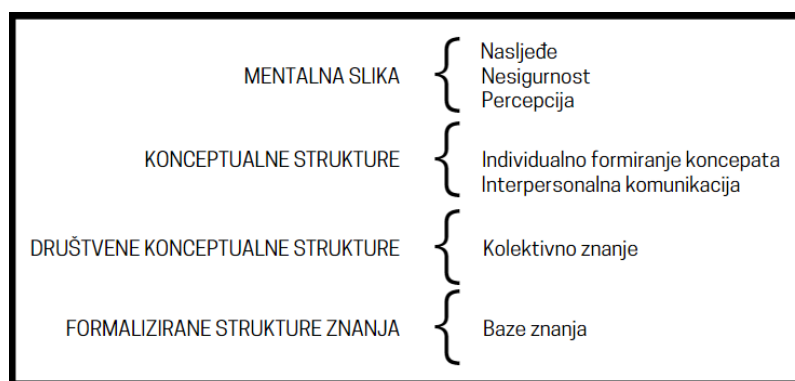 MENTALNA SLIKA
Nasljeđe
Nesigurnost
Percepcija
KONCEPTUALNE STRUKTURE
Individualno formiranje koncepata
Interpersonalna komunikacija
DRUŠTVENE KONCEPTUALNE STRUKTURE
Kolektivno znanje
FORMALIZIRANE STRUKTURE ZNANJA
Baze znanja